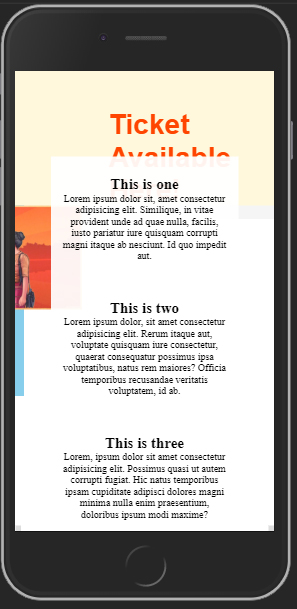 Ticket
Available
This is one
Lorem ipsum dolor sit, amet consectetur
adipisicing elit. Similique, in vitae
provident unde ad quae nulla, facilis,
iusto pariatur iure quisquam corrupti
magni itaque ab nesciunt. Id quo impedit
aut.
This is two
Lorem ipsum dolor, sit amet consectetur
adipisicing elit. Rerum itaque aut,
voluptate quisquam iure consectetur,
quaerat consequatur possimus ipsa
voluptatibus, natus rem maiores? Officia
temporibus recusandae veritatis
voluptatem, id ab.
This is three
Lorem, ipsum dolor sit amet consectetur
adipisicing elit. Possimus quasi ut autem
corrupti fugiat. Hic natus temporibus
ipsam cupiditate adipisci dolores magni
minima nulla enim praesentium,
doloribus ipsum modi maxime?